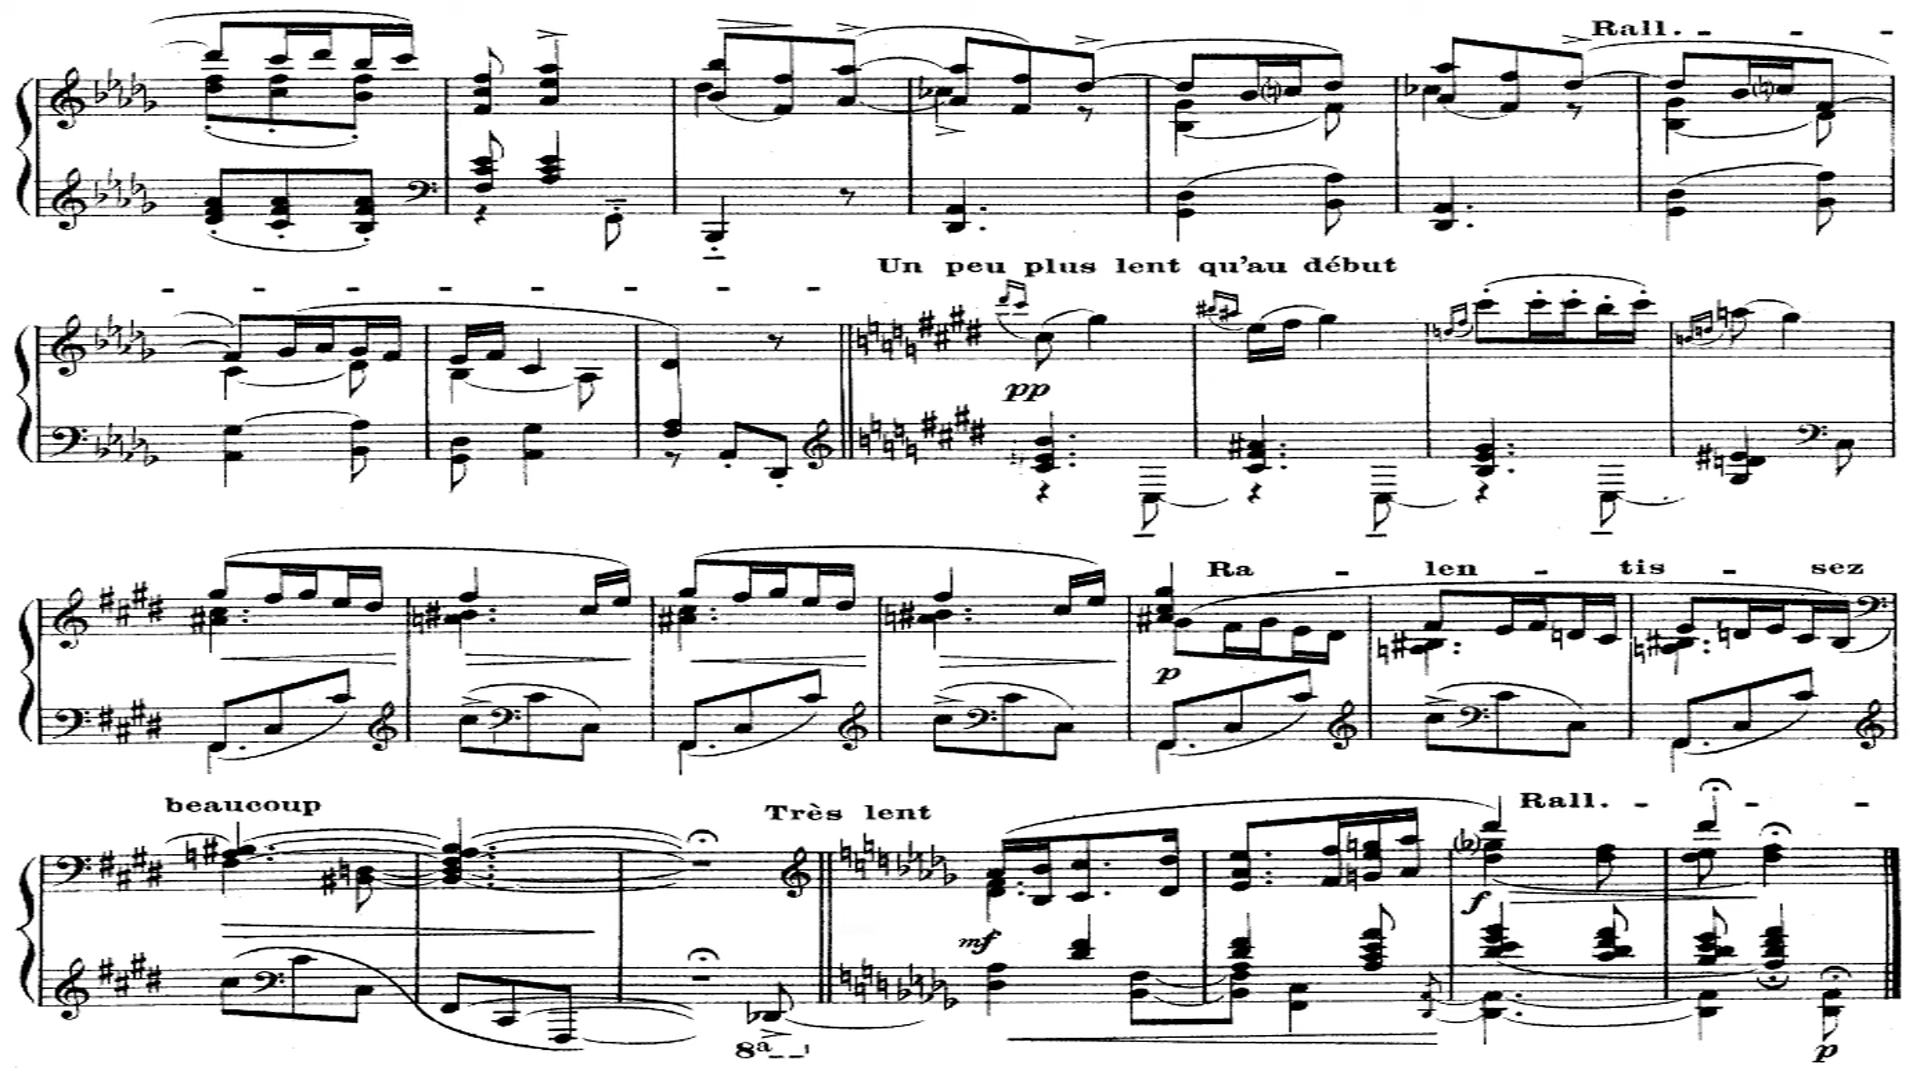 Rall.
Un peu plus lent qu'au début
pp
Ra - len - tis - sez
p
beaucoup
Très lent
Rall.
mf
f
8a
p